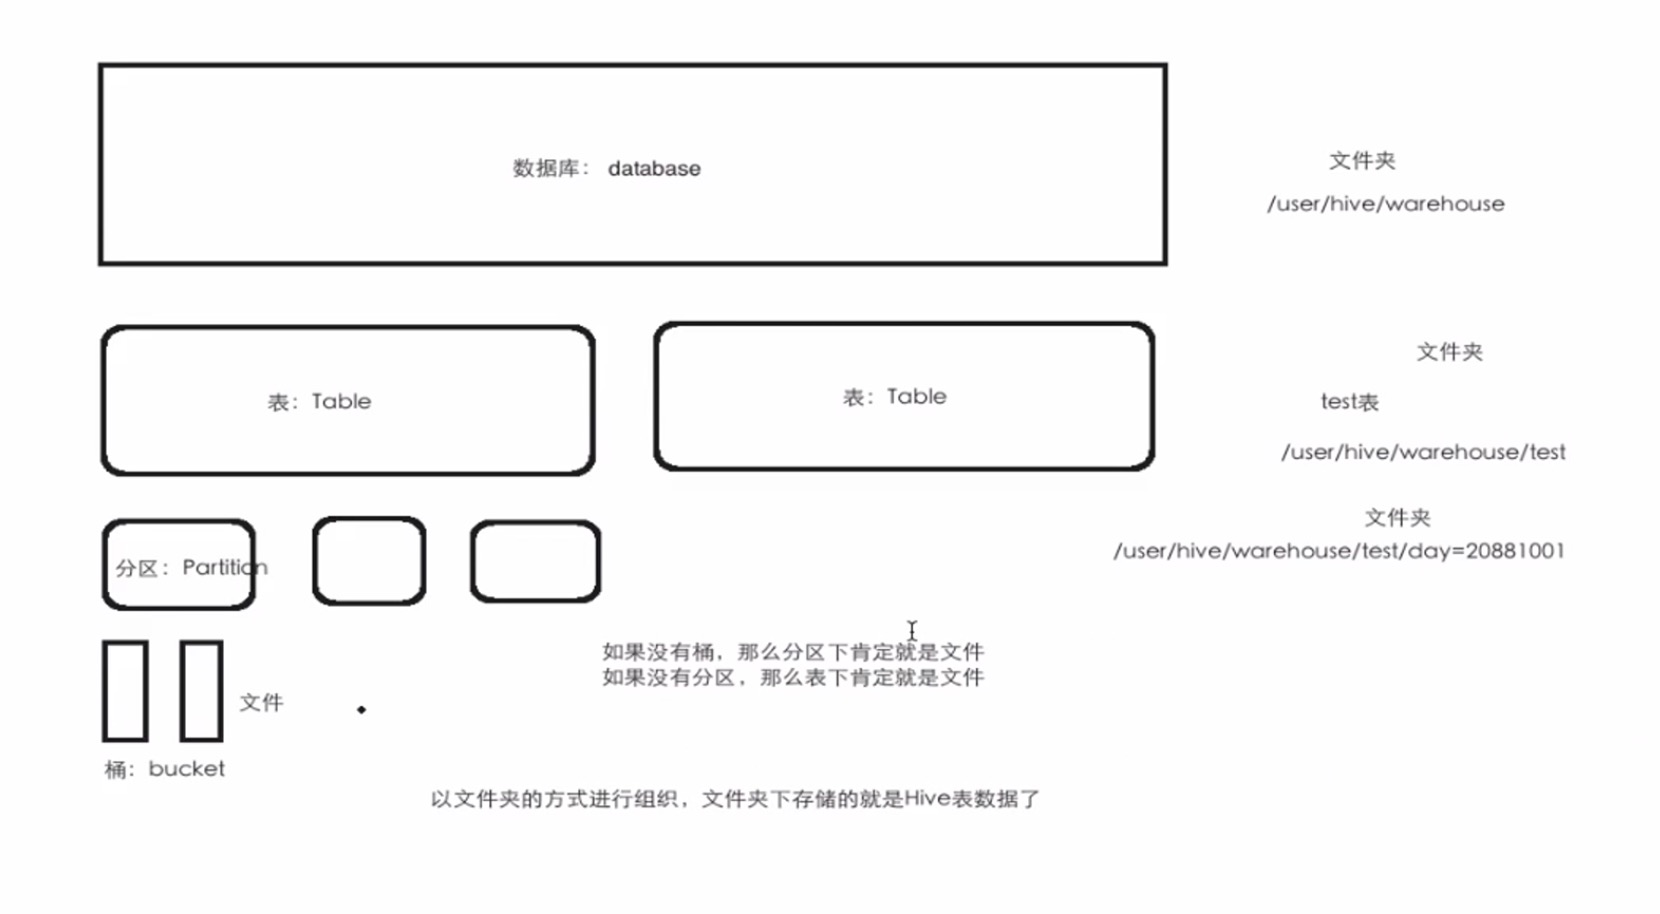 数据库： database
文件夹
/user/hive/warehouse
表：Table
表：Table
文件夹
test表
/user/hive/warehouse/test
分区：Partition
文件夹
/user/hive/warehouse/test/day=20881001
如果没有桶，那么分区下肯定就是文件
如果没有分区，那么表下肯定就是文件
文件
桶：bucket
以文件夹的方式进行组织，文件夹下存储的就是Hive表数据了